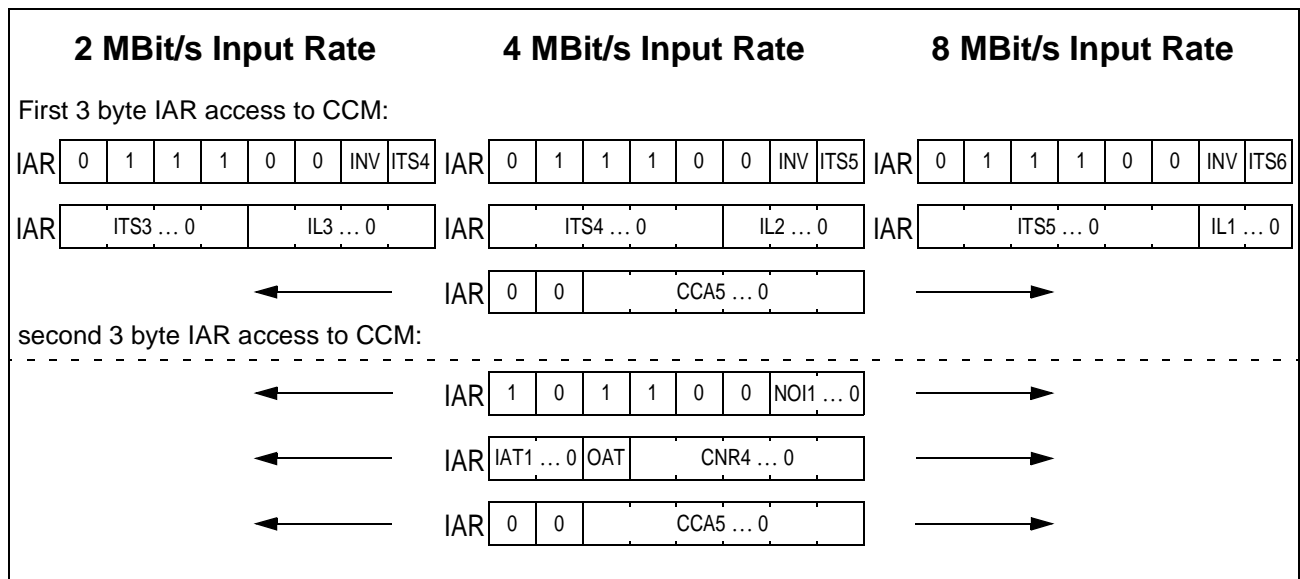 2 MBit/s Input Rate 4 MBit/s Input Rate 8 MBit/s Input Rate
First 3 byte IAR access to CCM:
IAR 0 1 1 1 0 0 INV ITS4 IAR 0 1 1 1 0 0 INV ITS5 IAR 0 1 1 1 0 0 INV ITS6
IAR ITS3 … 0 IL3 … 0 IAR ITS4 … 0 IL2 … 0 IAR ITS5 … 0 IL1 … 0
IAR 0 0 CCA5 … 0
second 3 byte IAR access to CCM:
IAR 1 0 1 1 0 0 NOI1 … 0
IAR IAT1 … 0 OAT CNR4 … 0
IAR 0 0 CCA5 … 0